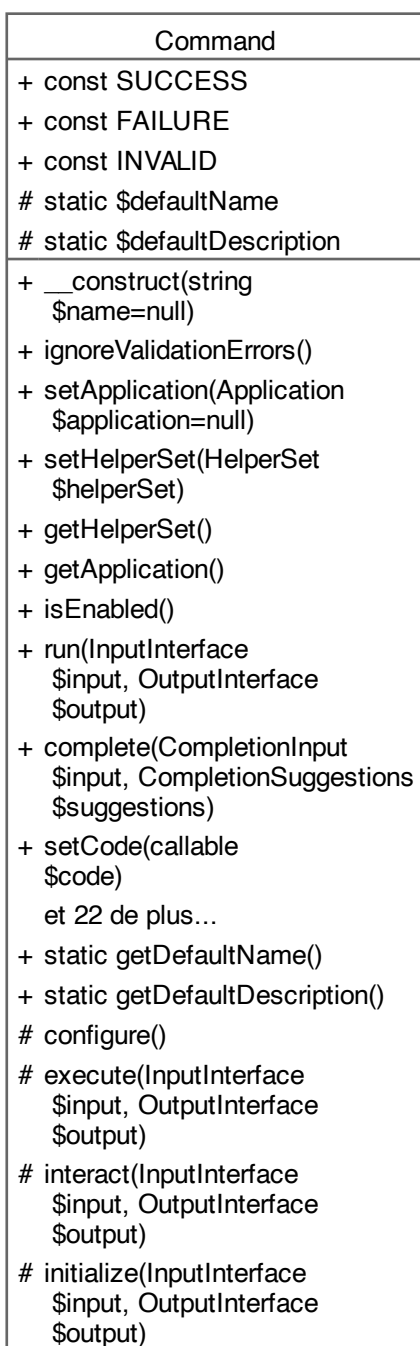 Command
+ const SUCCESS
+ const FAILURE
+ const INVALID
# static $defaultName
# static $defaultDescription
+ __construct(string
$name=null)
+ ignoreValidationErrors()
+ setApplication(Application
$application=null)
+ setHelperSet(HelperSet
$helperSet)
+ getHelperSet()
+ getApplication()
+ isEnabled()
+ run(InputInterface
$input, OutputInterface
$output)
+ complete(CompletionInput
$input, CompletionSuggestions
$suggestions)
+ setCode(callable
$code)
et 22 de plus...
+ static getDefaultName()
+ static getDefaultDescription()
# configure()
# execute(InputInterface
$input, OutputInterface
$output)
# interact(InputInterface
$input, OutputInterface
$output)
# initialize(InputInterface
$input, OutputInterface
$output)